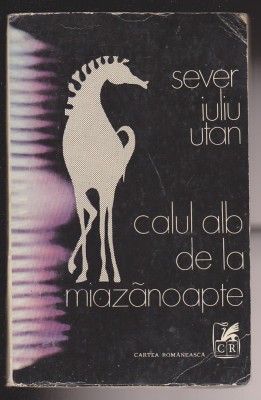 sever
iuliu
utan
calul alb
de la
miazănoapte
CARTEA ROMÂNEASCĂ
CR